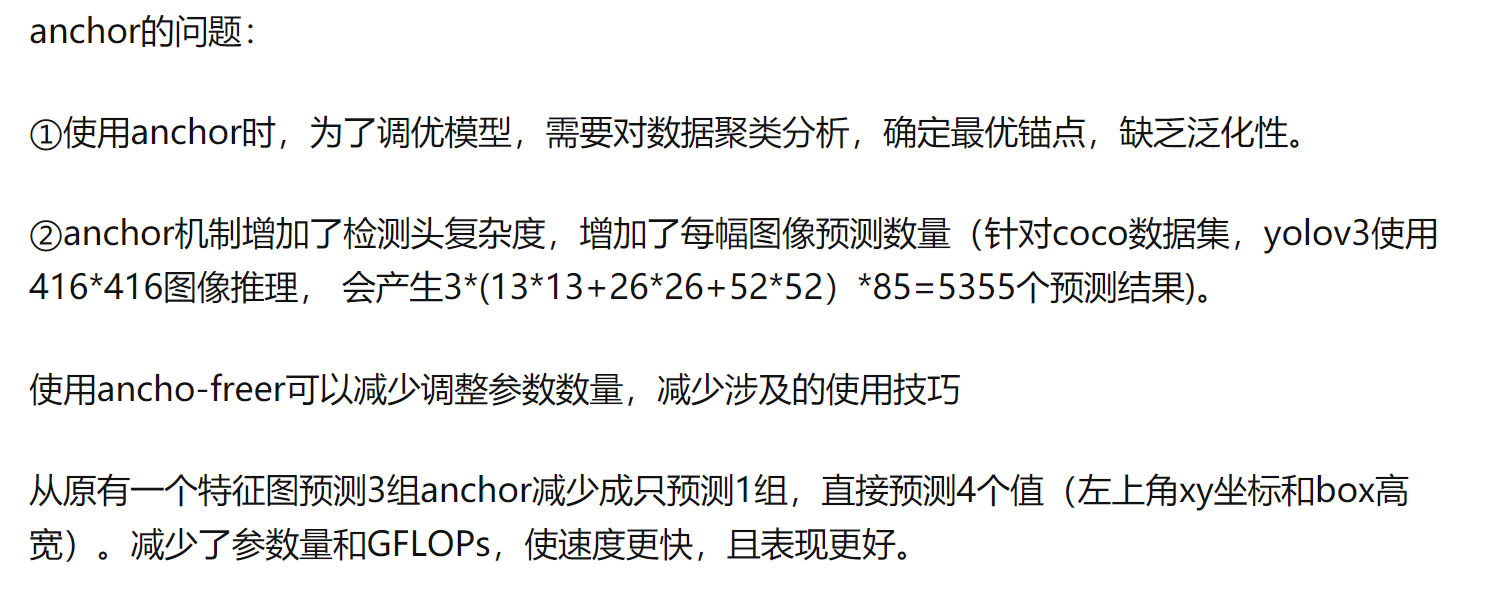 anchor的问题：
①使用anchor时，为了调优模型，需要对数据聚类分析，确定最优锚点，缺乏泛化性。
②anchor机制增加了检测头复杂度，增加了每幅图像预测数量（针对coco数据集，yolov3使用
416*416图像推理， 会产生3*(13*13+26*26+52*52）*85=5355个预测结果)。
使用ancho-freer可以减少调整参数数量，减少涉及的使用技巧
从原有一个特征图预测3组anchor减少成只预测1组，直接预测4个值（左上角xy坐标和box高
宽）。减少了参数量和GFLOPs，使速度更快，且表现更好。